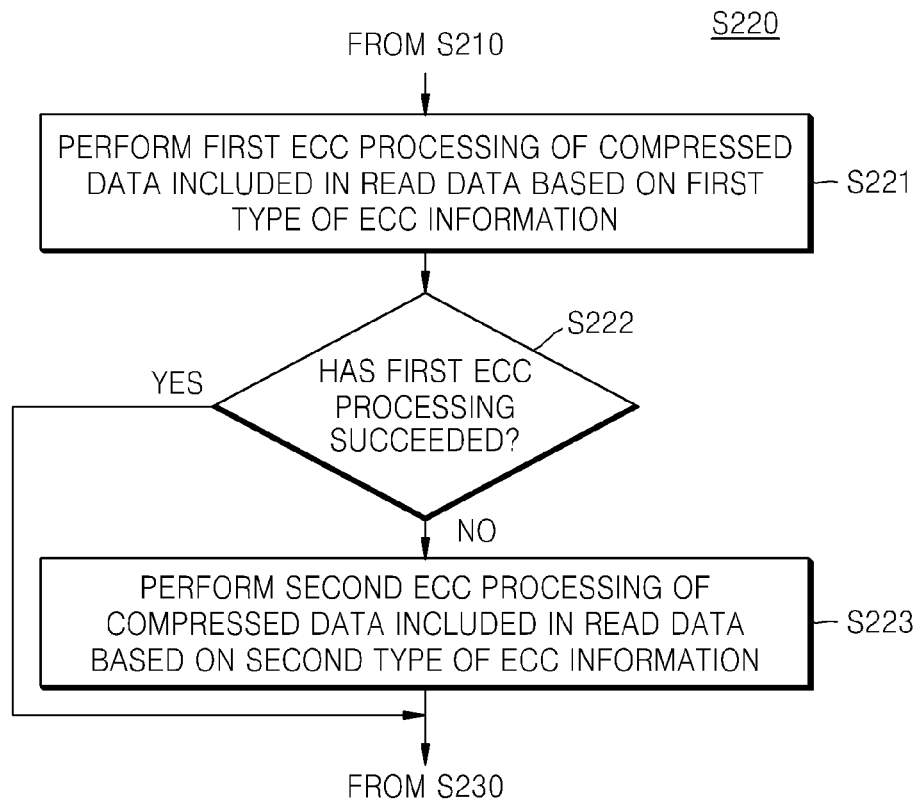 S220
FROM S210
PERFORM FIRST ECC PROCESSING OF COMPRESSED
DATA INCLUDED IN READ DATA BASED ON FIRST
TYPE OF ECC INFORMATION
S221
S222
HAS FIRST ECC
PROCESSING
SUCCEEDED?
YES
NO
PERFORM SECOND ECC PROCESSING OF
COMPRESSED DATA INCLUDED IN READ DATA
BASED ON SECOND TYPE OF ECC INFORMATION
S223
FROM S230